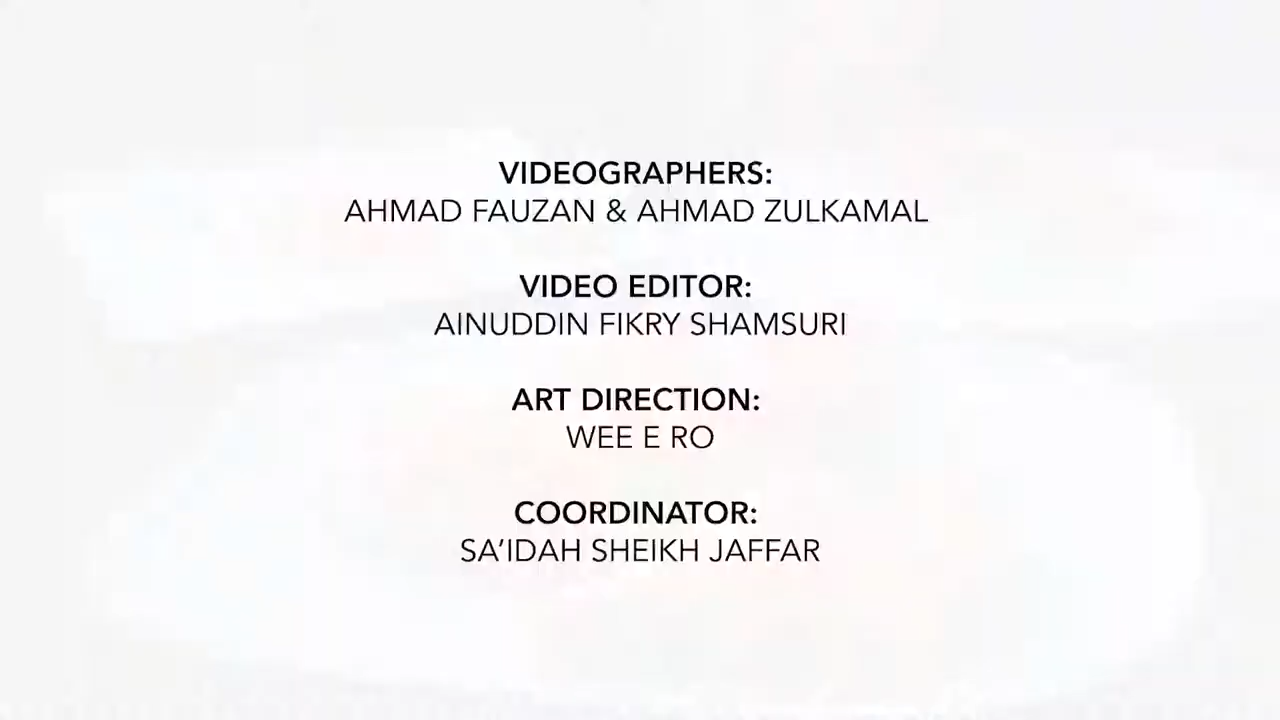 VIDEOGRAPHERS:
AHMAD FAUZAN & AHMAD ZULKAMAL
VIDEO EDITOR:
AINUDDIN FIKRY SHAMSURI
ART DIRECTION:
WEE E RO
COORDINATOR:
SA’IDAH SHEIKH JAFFAR